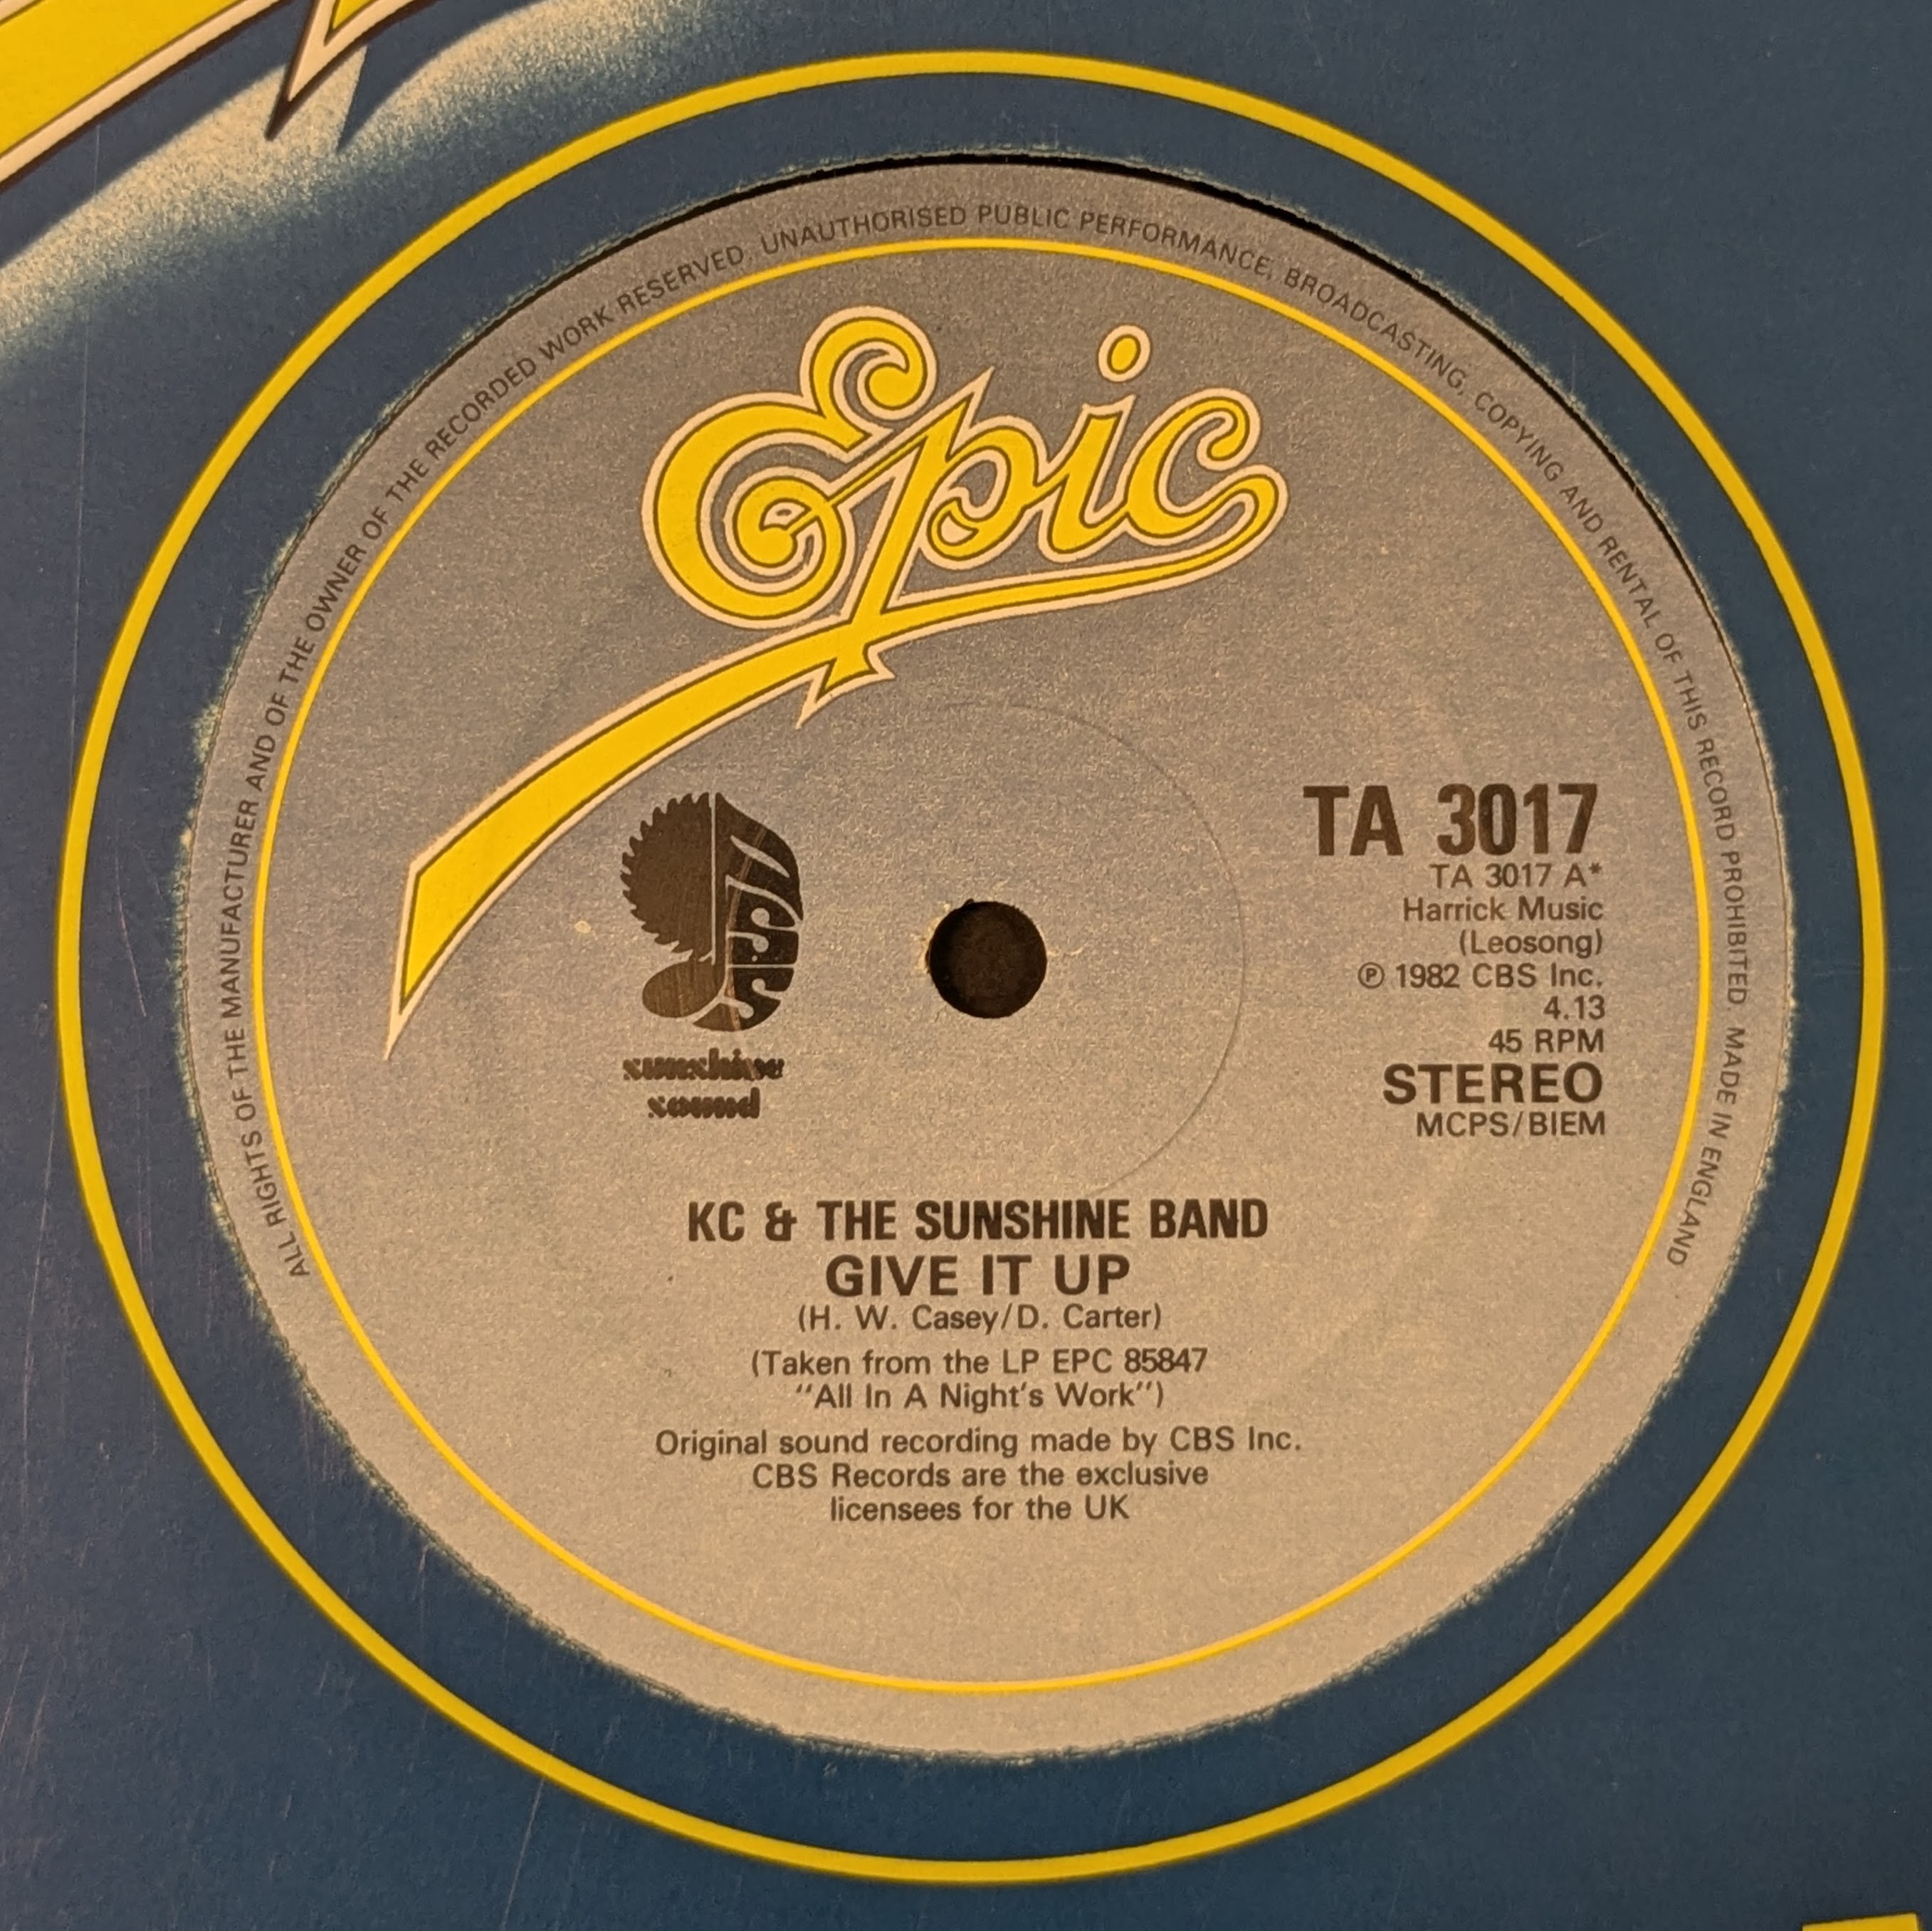 ALL RIGHTS OF THE MANUFACTURER AND OF THE OWNER OF THE RECORDED WORK RESERVED. UNAUTHORISED PUBLIC PERFORMANCE, BROADCASTING, COPYING AND RENTAL OF THIS RECORD PROHIBITED. MADE IN ENGLAND
Epic
TA 3017
TA 3017 A*
Harrick Music
(Leosong)
℗ 1982 CBS Inc.
4.13
45 RPM
STEREO
MCPS/BIEM
TKCBS
sunshine
sound
KC & THE SUNSHINE BAND
GIVE IT UP
(H. W. Casey/D. Carter)
(Taken from the LP EPC 85847
"All In A Night's Work")
Original sound recording made by CBS Inc.
CBS Records are the exclusive
licensees for the UK